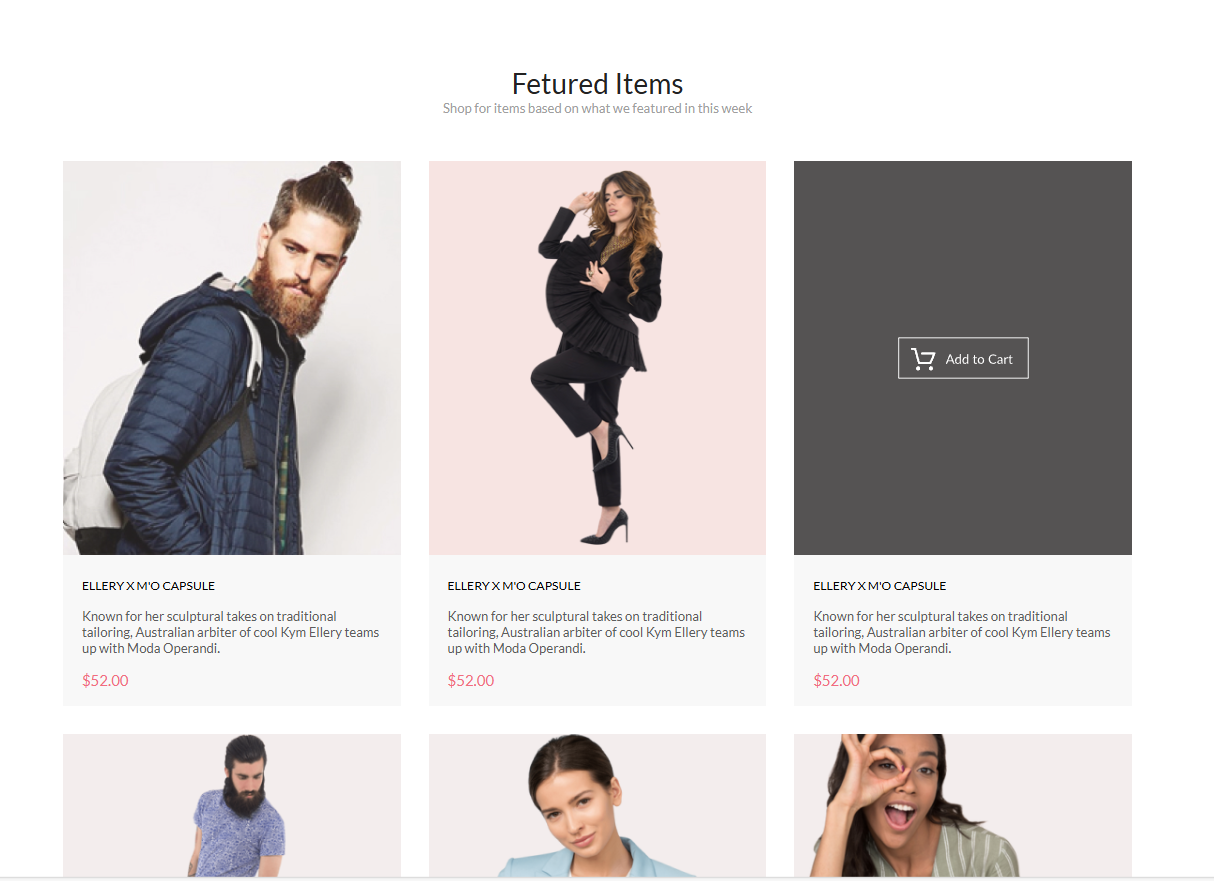 Fetured Items
Shop for items based on what we featured in this week
Add to Cart
ELLERY X M'O CAPSULE
Known for her sculptural takes on traditional
tailoring, Australian arbiter of cool Kym Ellery teams
up with Moda Operandi.
$52.00
ELLERY X M'O CAPSULE
Known for her sculptural takes on traditional
tailoring, Australian arbiter of cool Kym Ellery teams
up with Moda Operandi.
$52.00
ELLERY X M'O CAPSULE
Known for her sculptural takes on traditional
tailoring, Australian arbiter of cool Kym Ellery teams
up with Moda Operandi.
$52.00